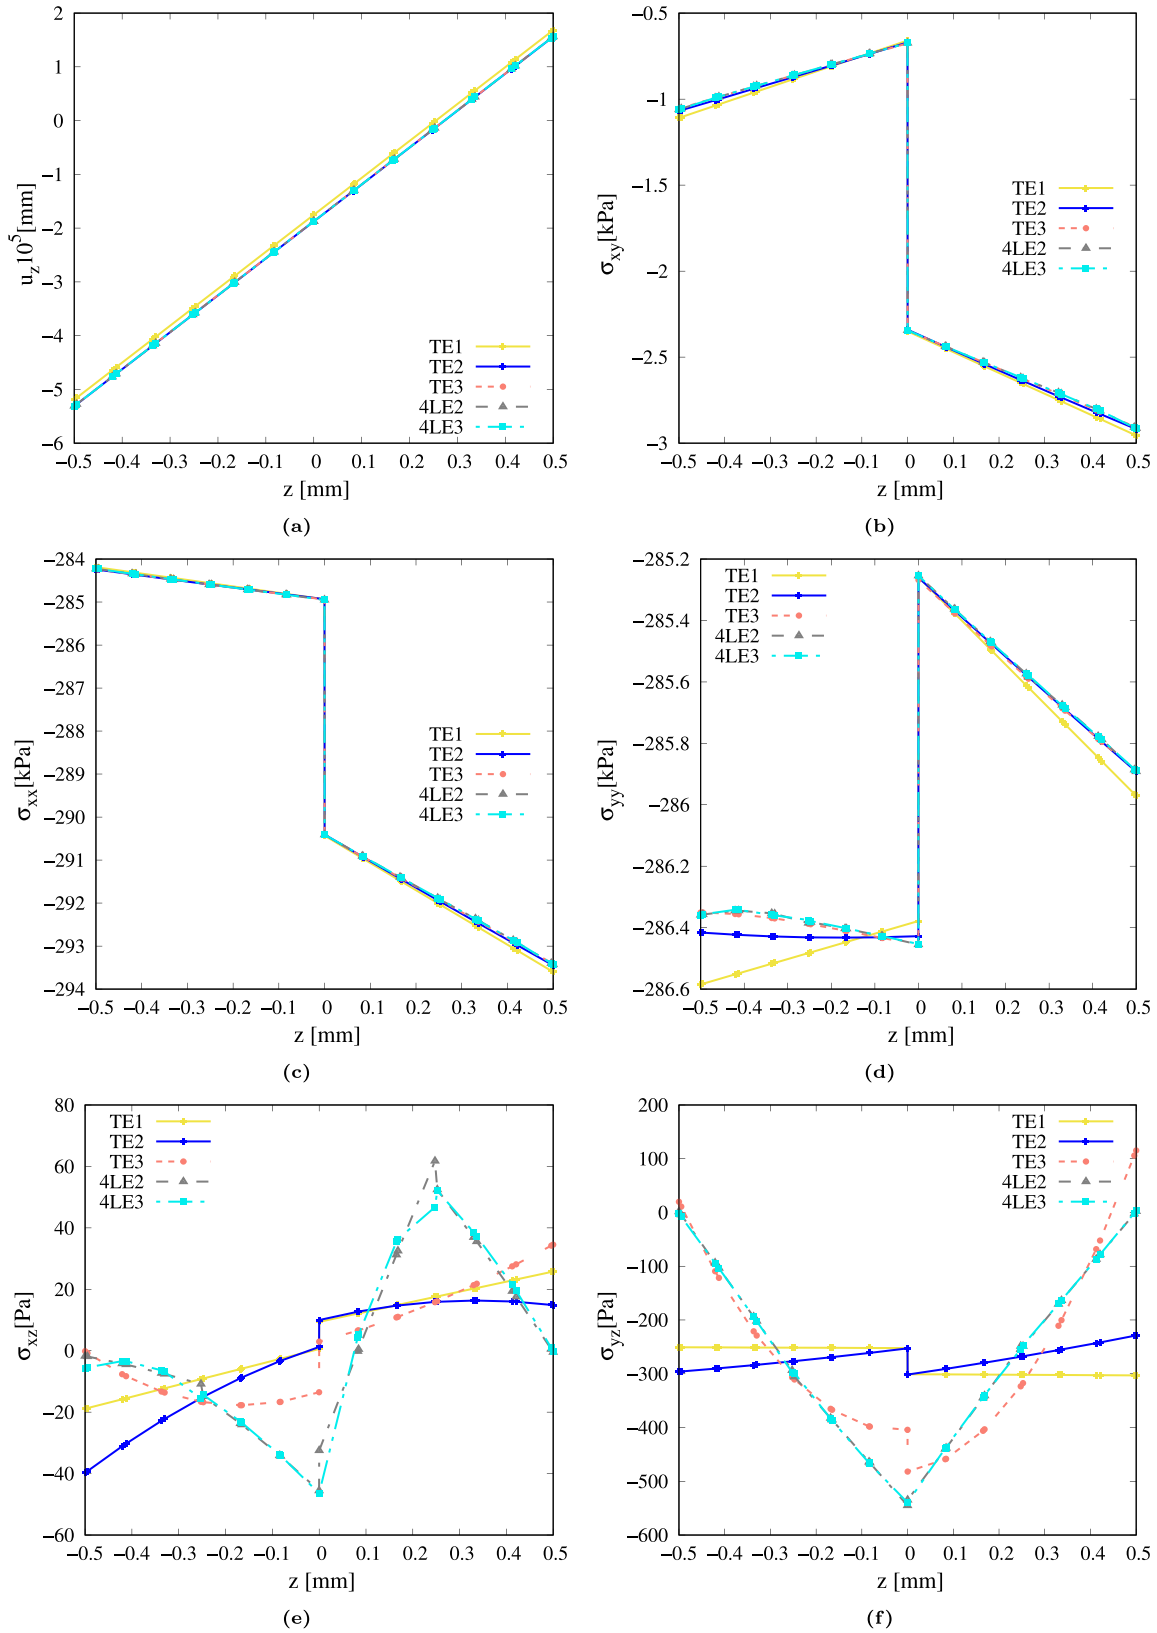 2
1
0
−1
−2
−3
−4
−5
−6
−0.5 −0.4 −0.3 −0.2 −0.1 0 0.1 0.2 0.3 0.4 0.5
u_z10^5[mm]
z [mm]
TE1
TE2
TE3
4LE2
4LE3
(a)
−0.5
−1
−1.5
−2
−2.5
−3
−0.5 −0.4 −0.3 −0.2 −0.1 0 0.1 0.2 0.3 0.4 0.5
σ_xy[kPa]
z [mm]
TE1
TE2
TE3
4LE2
4LE3
(b)
−284
−285
−286
−287
−288
−289
−290
−291
−292
−293
−294
−0.5 −0.4 −0.3 −0.2 −0.1 0 0.1 0.2 0.3 0.4 0.5
σ_xx[kPa]
z [mm]
TE1
TE2
TE3
4LE2
4LE3
(c)
−285.2
−285.4
−285.6
−285.8
−286
−286.2
−286.4
−286.6
−0.5 −0.4 −0.3 −0.2 −0.1 0 0.1 0.2 0.3 0.4 0.5
σ_yy[kPa]
z [mm]
TE1
TE2
TE3
4LE2
4LE3
(d)
80
60
40
20
0
−20
−40
−60
−0.5 −0.4 −0.3 −0.2 −0.1 0 0.1 0.2 0.3 0.4 0.5
σ_xz[Pa]
z [mm]
TE1
TE2
TE3
4LE2
4LE3
(e)
200
100
0
−100
−200
−300
−400
−500
−600
−0.5 −0.4 −0.3 −0.2 −0.1 0 0.1 0.2 0.3 0.4 0.5
σ_yz[Pa]
z [mm]
TE1
TE2
TE3
4LE2
4LE3
(f)